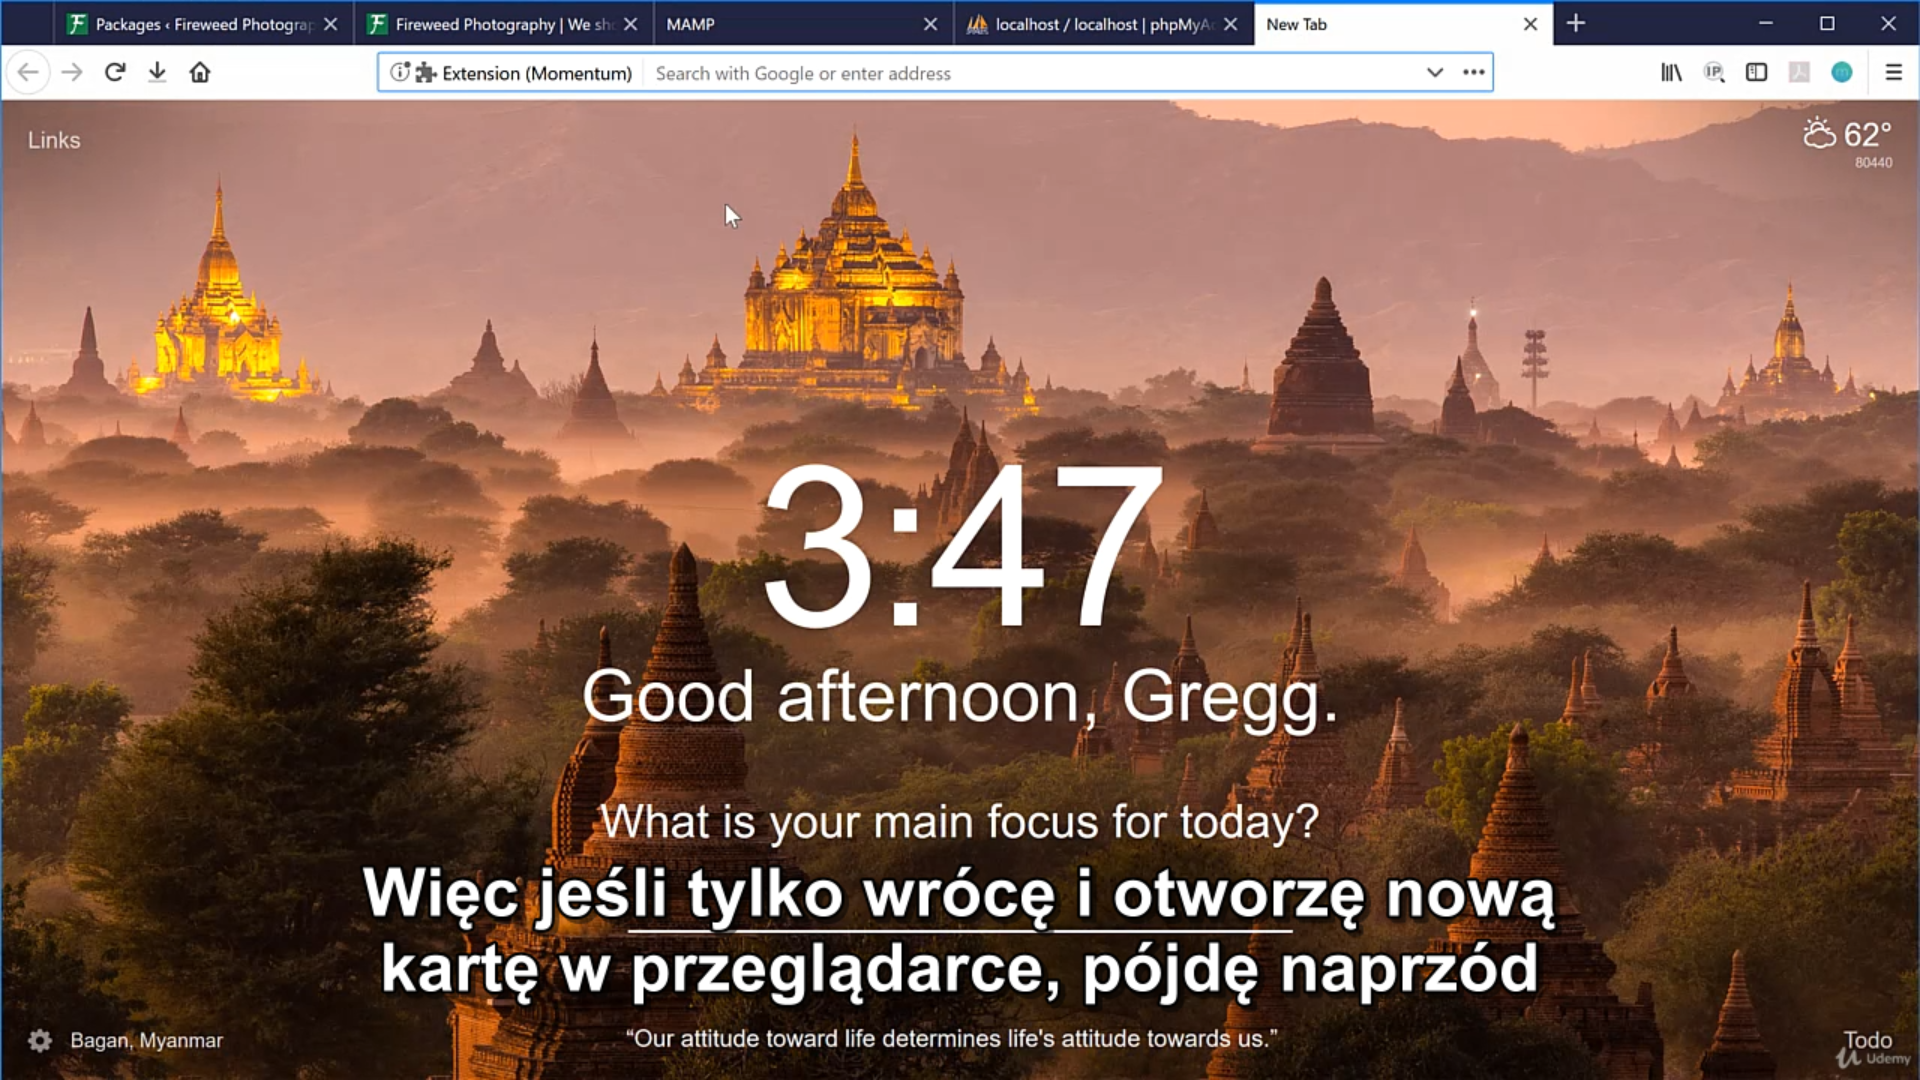 Packages ‹ Fireweed Photograp
Fireweed Photography | We sh
MAMP
localhost / localhost | phpMyA
New Tab
Extension (Momentum)
Search with Google or enter address
IP
m
Links
62°
80440
3:47
Good afternoon, Gregg.
What is your main focus for today?
Więc jeśli tylko wrócę i otworzę nową
kartę w przeglądarce, pójdę naprzód
Bagan, Myanmar
“Our attitude toward life determines life's attitude towards us.”
Todo
Udemy